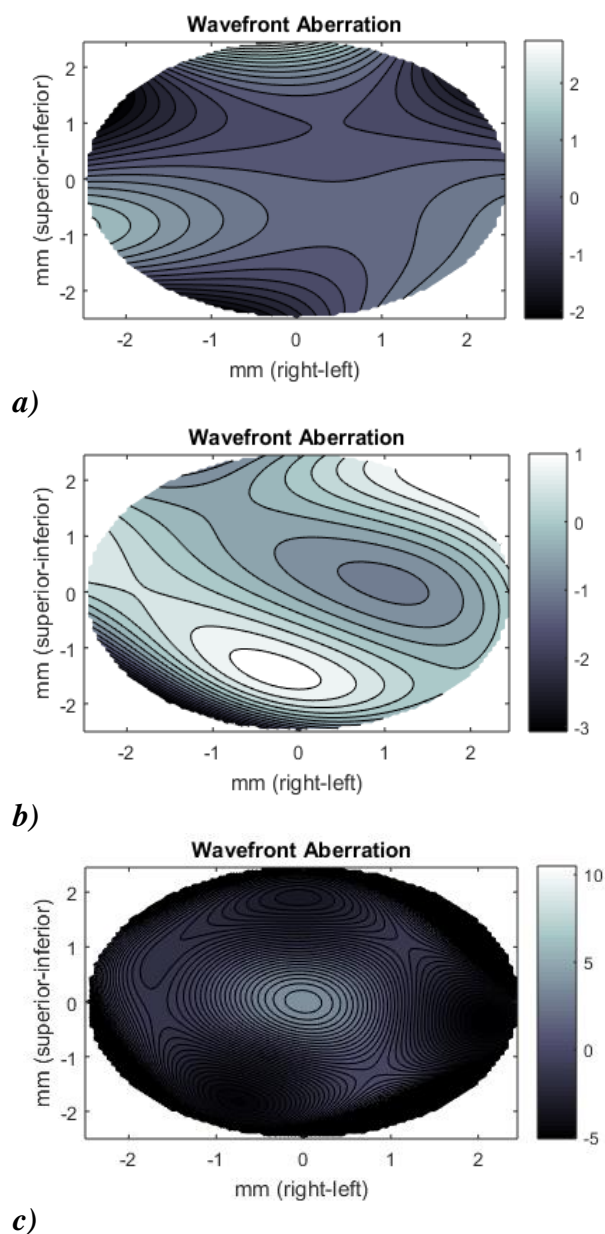 Wavefront Aberration
mm (superior-inferior)
2
1
0
-1
-2
-2 -1 0 1 2
mm (right-left)
2
1
0
-1
-2
a)
Wavefront Aberration
mm (superior-inferior)
2
1
0
-1
-2
-2 -1 0 1 2
mm (right-left)
1
0
-1
-2
-3
b)
Wavefront Aberration
mm (superior-inferior)
2
1
0
-1
-2
-2 -1 0 1 2
mm (right-left)
10
5
0
-5
c)